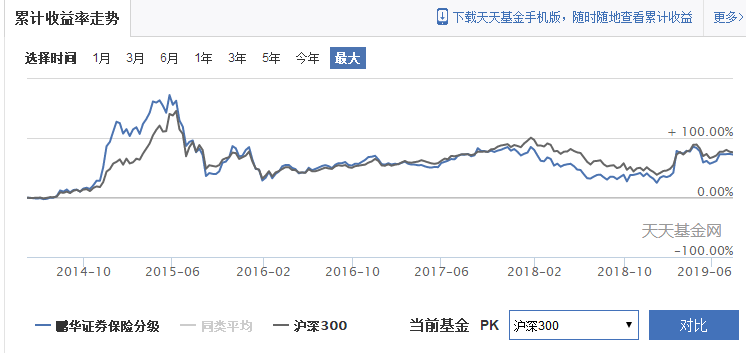 累计收益率走势 下载天天基金手机版，随时随地查看累计收益 更多>
选择时间 1月 3月 6月 1年 3年 5年 今年 最大
+ 100.00%
0.00%
天天基金网
-100.00%
2014-10 2015-06 2016-02 2016-10 2017-06 2018-02 2018-10 2019-06
鹏华证券保险分级 同类平均 沪深300 当前基金 PK 沪深300 对比